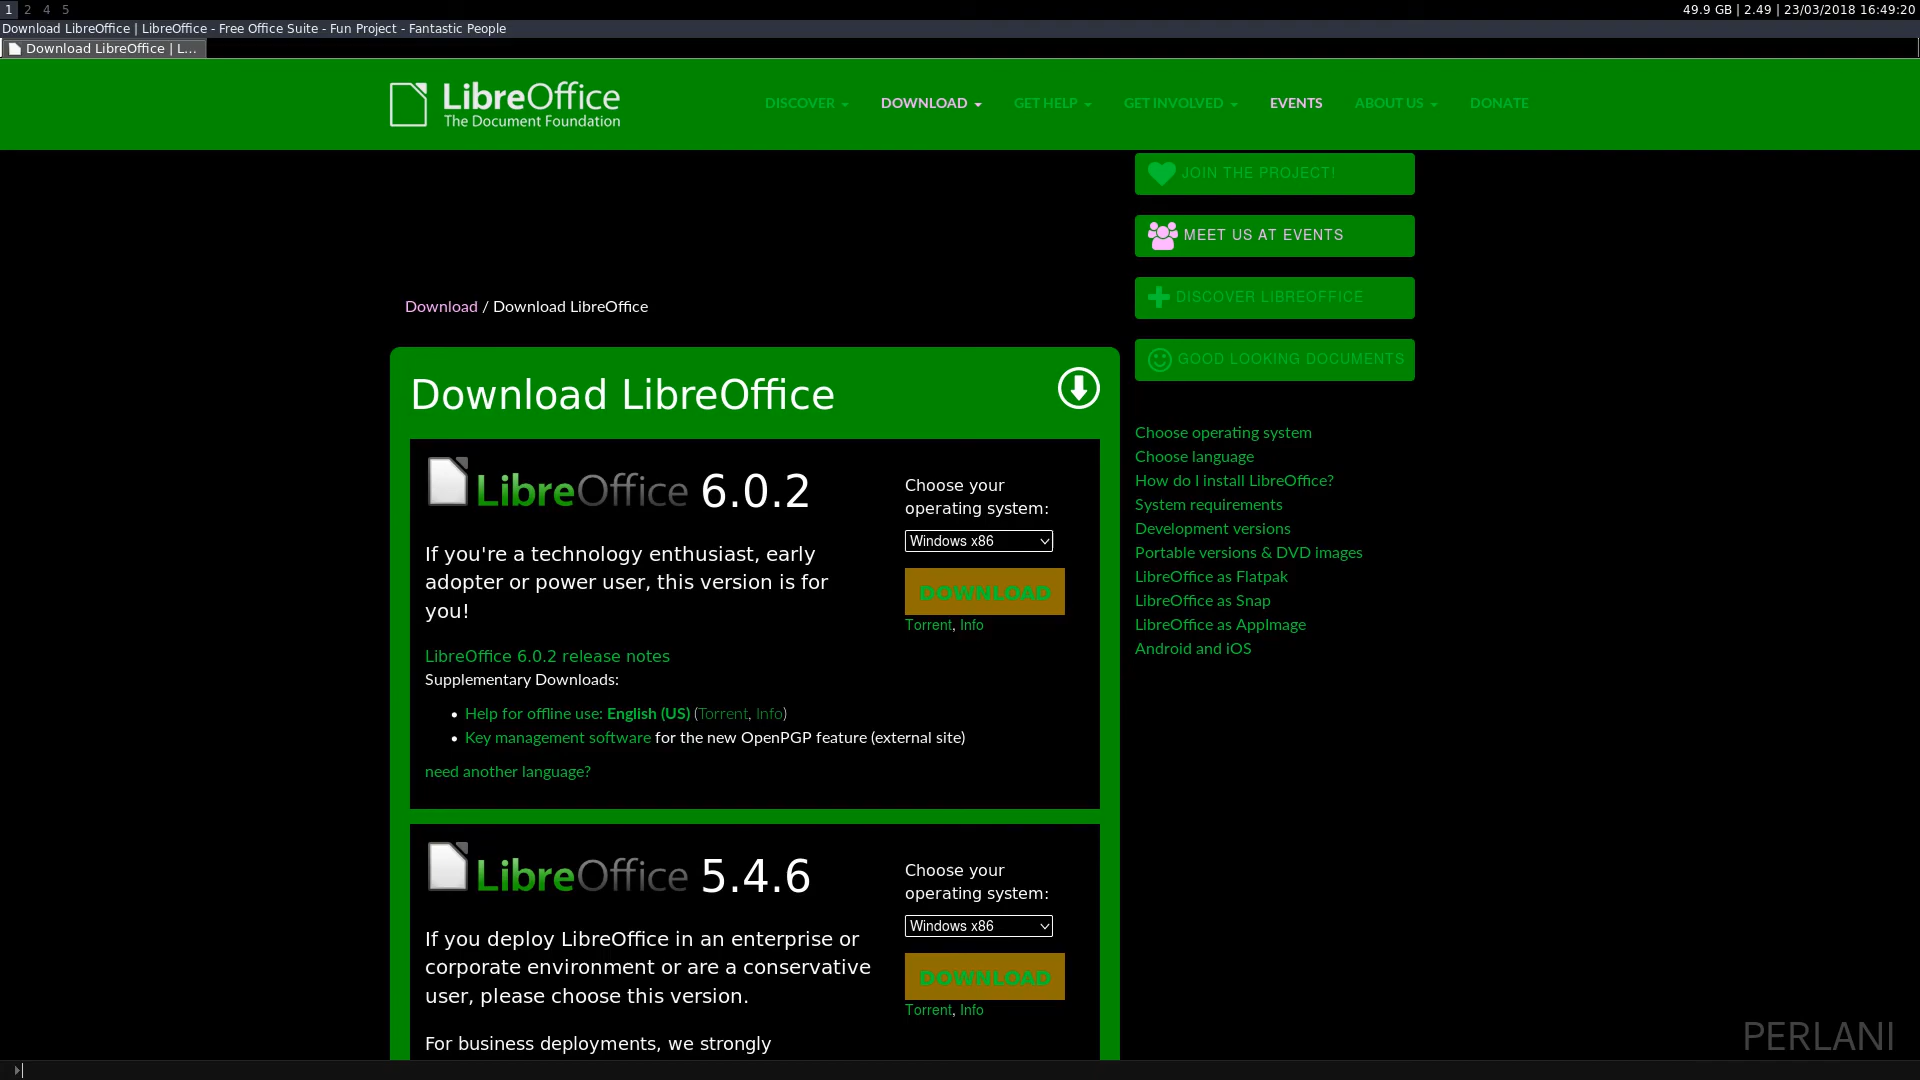 1 2 4 5
49.9 GB | 2.49 | 23/03/2018 16:49:20
Download LibreOffice | LibreOffice - Free Office Suite - Fun Project - Fantastic People
Download LibreOffice | L...
LibreOffice
The Document Foundation
DISCOVER DOWNLOAD GET HELP GET INVOLVED EVENTS ABOUT US DONATE
JOIN THE PROJECT!
MEET US AT EVENTS
DISCOVER LIBREOFFICE
GOOD LOOKING DOCUMENTS
Download / Download LibreOffice
Download LibreOffice
LibreOffice 6.0.2
If you're a technology enthusiast, early
adopter or power user, this version is for
you!
LibreOffice 6.0.2 release notes
Supplementary Downloads:
• Help for offline use: English (US) (Torrent, Info)
• Key management software for the new OpenPGP feature (external site)
need another language?
Choose your
operating system:
Windows x86
DOWNLOAD
Torrent, Info
LibreOffice 5.4.6
If you deploy LibreOffice in an enterprise or
corporate environment or are a conservative
user, please choose this version.
For business deployments, we strongly
Choose your
operating system:
Windows x86
DOWNLOAD
Torrent, Info
Choose operating system
Choose language
How do I install LibreOffice?
System requirements
Development versions
Portable versions & DVD images
LibreOffice as Flatpak
LibreOffice as Snap
LibreOffice as AppImage
Android and iOS
PERLANI